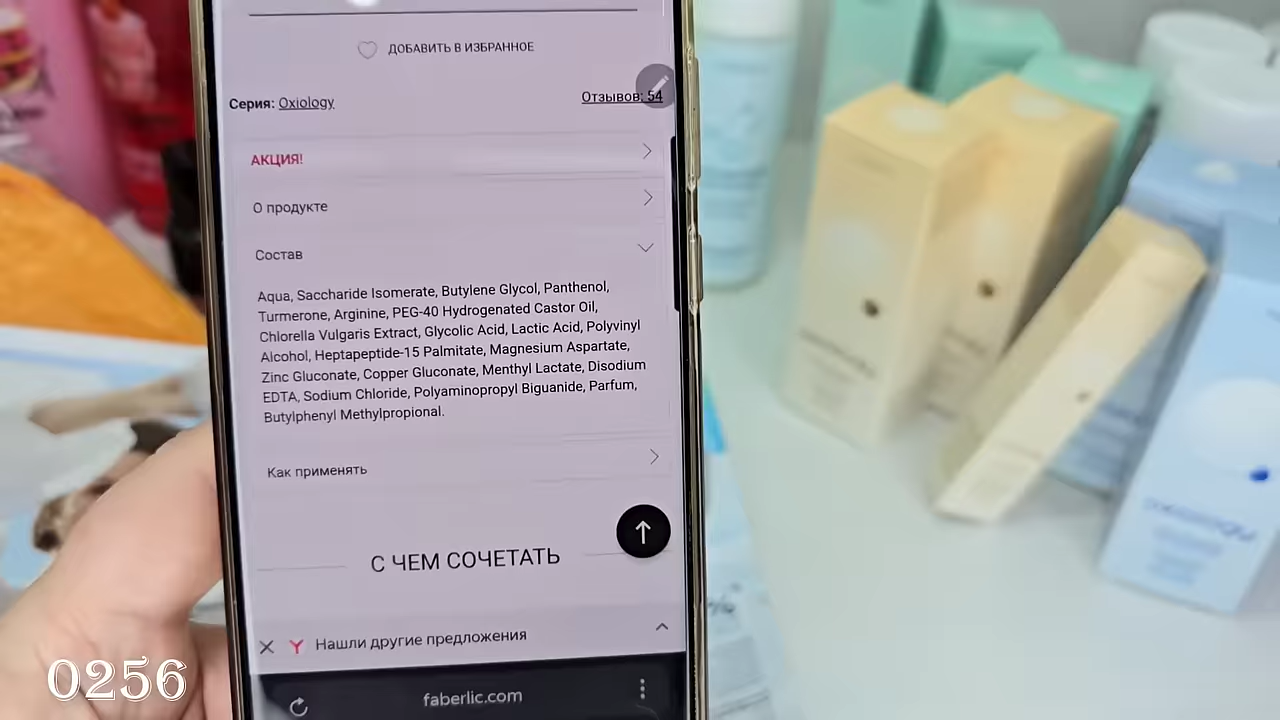 ДОБАВИТЬ В ИЗБРАННОЕ
Серия: Oxiology
Отзывов: 54
АКЦИЯ!
О продукте
Состав
Aqua, Saccharide Isomerate, Butylene Glycol, Panthenol,
Turmerone, Arginine, PEG-40 Hydrogenated Castor Oil,
Chlorella Vulgaris Extract, Glycolic Acid, Lactic Acid, Polyvinyl
Alcohol, Heptapeptide-15 Palmitate, Magnesium Aspartate,
Zinc Gluconate, Copper Gluconate, Menthyl Lactate, Disodium
EDTA, Sodium Chloride, Polyaminopropyl Biguanide, Parfum,
Butylphenyl Methylpropional.
Как применять
С ЧЕМ СОЧЕТАТЬ
Нашли другие предложения
faberlic.com
0256